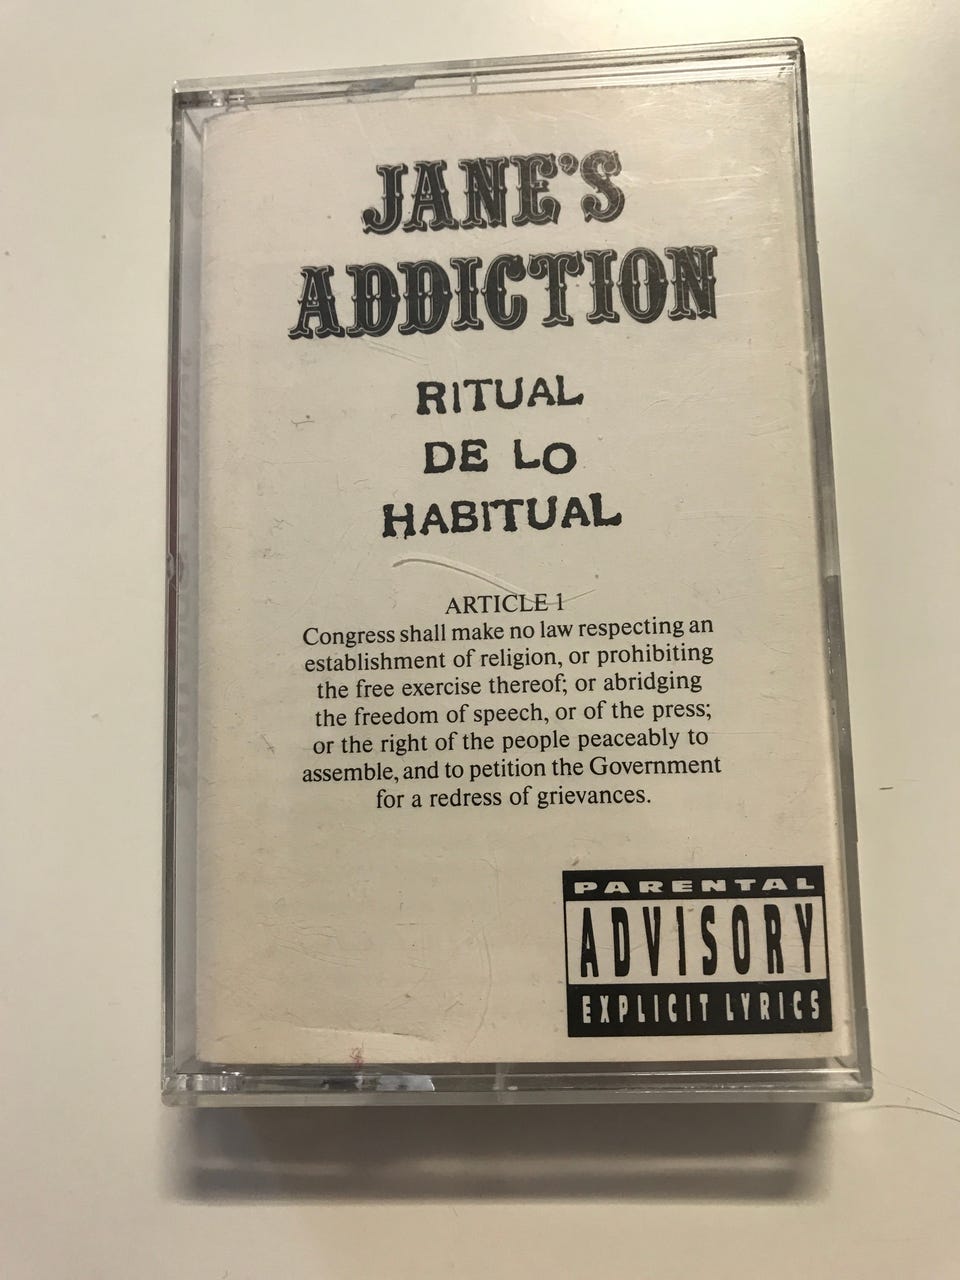 JANE'S
ADDICTION
RITUAL
DE LO
HABITUAL
ARTICLE 1
Congress shall make no law respecting an
establishment of religion, or prohibiting
the free exercise thereof; or abridging
the freedom of speech, or of the press;
or the right of the people peaceably to
assemble, and to petition the Government
for a redress of grievances.
PARENTAL
ADVISORY
EXPLICIT LYRICS